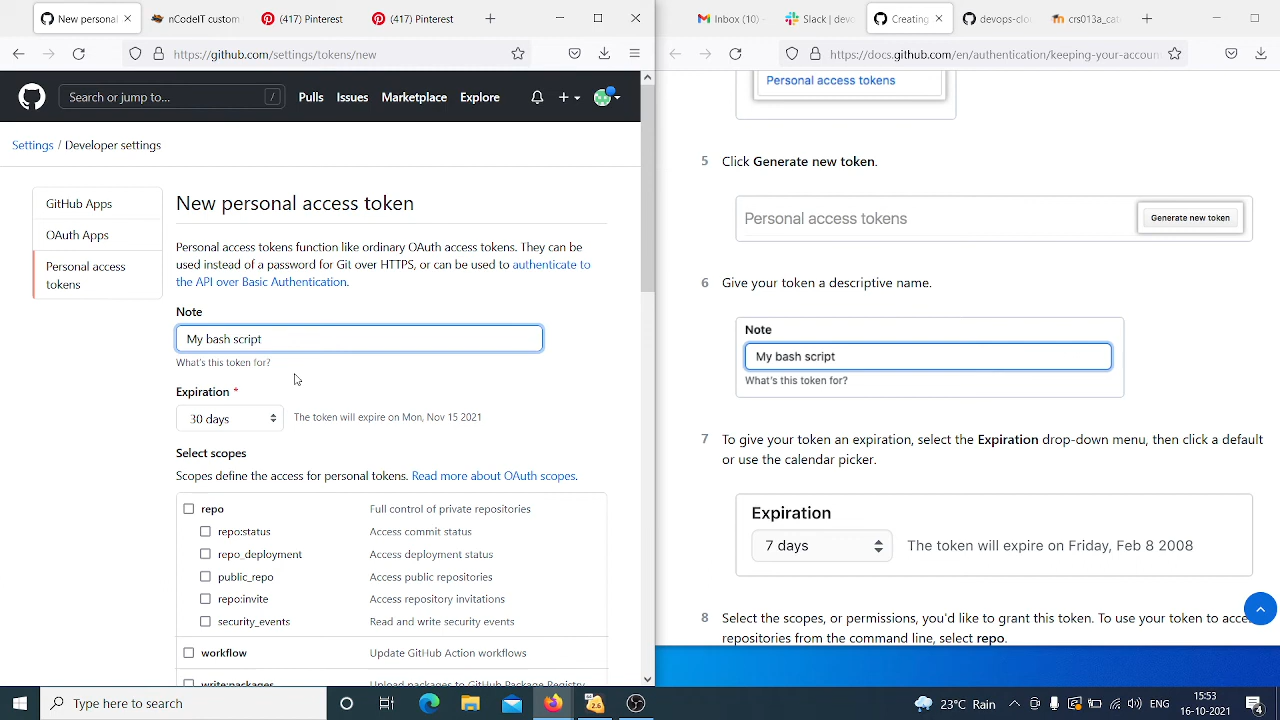 New personal
nCodeIT custom
(417) Pinterest
(417) Pinterest
https://github.com/settings/tokens/new
Search or jump to...
/
Pulls
Issues
Marketplace
Explore
Settings / Developer settings
GitHub Apps
OAuth Apps
Personal access
tokens
New personal access token
Personal access tokens function like ordinary OAuth access tokens. They can be
used instead of a password for Git over HTTPS, or can be used to authenticate to
the API over Basic Authentication.
Note
My bash script
What's this token for?
Expiration *
30 days
The token will expire on Mon, Nov 15 2021
Select scopes
Scopes define the access for personal tokens. Read more about OAuth scopes.
repo
Full control of private repositories
repo:status
Access commit status
repo_deployment
Access deployment status
public_repo
Access public repositories
repo:invite
Access repository invitations
security_events
Read and write security events
workflow
Update GitHub Action workflows
write:packages
Upload packages to GitHub Package Registry
Inbox (10)
Slack | dev
Creating
devops-clo
crs013a_cat
https://docs.github.com/en/authentication/keeping-your-accoun
Personal access tokens
5
Click Generate new token.
Personal access tokens
Generate new token
6
Give your token a descriptive name.
Note
My bash script
What's this token for?
7
To give your token an expiration, select the Expiration drop-down menu, then click a default
or use the calendar picker.
Expiration
7 days
The token will expire on Friday, Feb 8 2008
8
Select the scopes, or permissions, you'd like to grant this token. To use your token to acce
repositories from the command line, select repo.
Type here to search
2.6
23°C Rain
15:53
16-10-2021
4